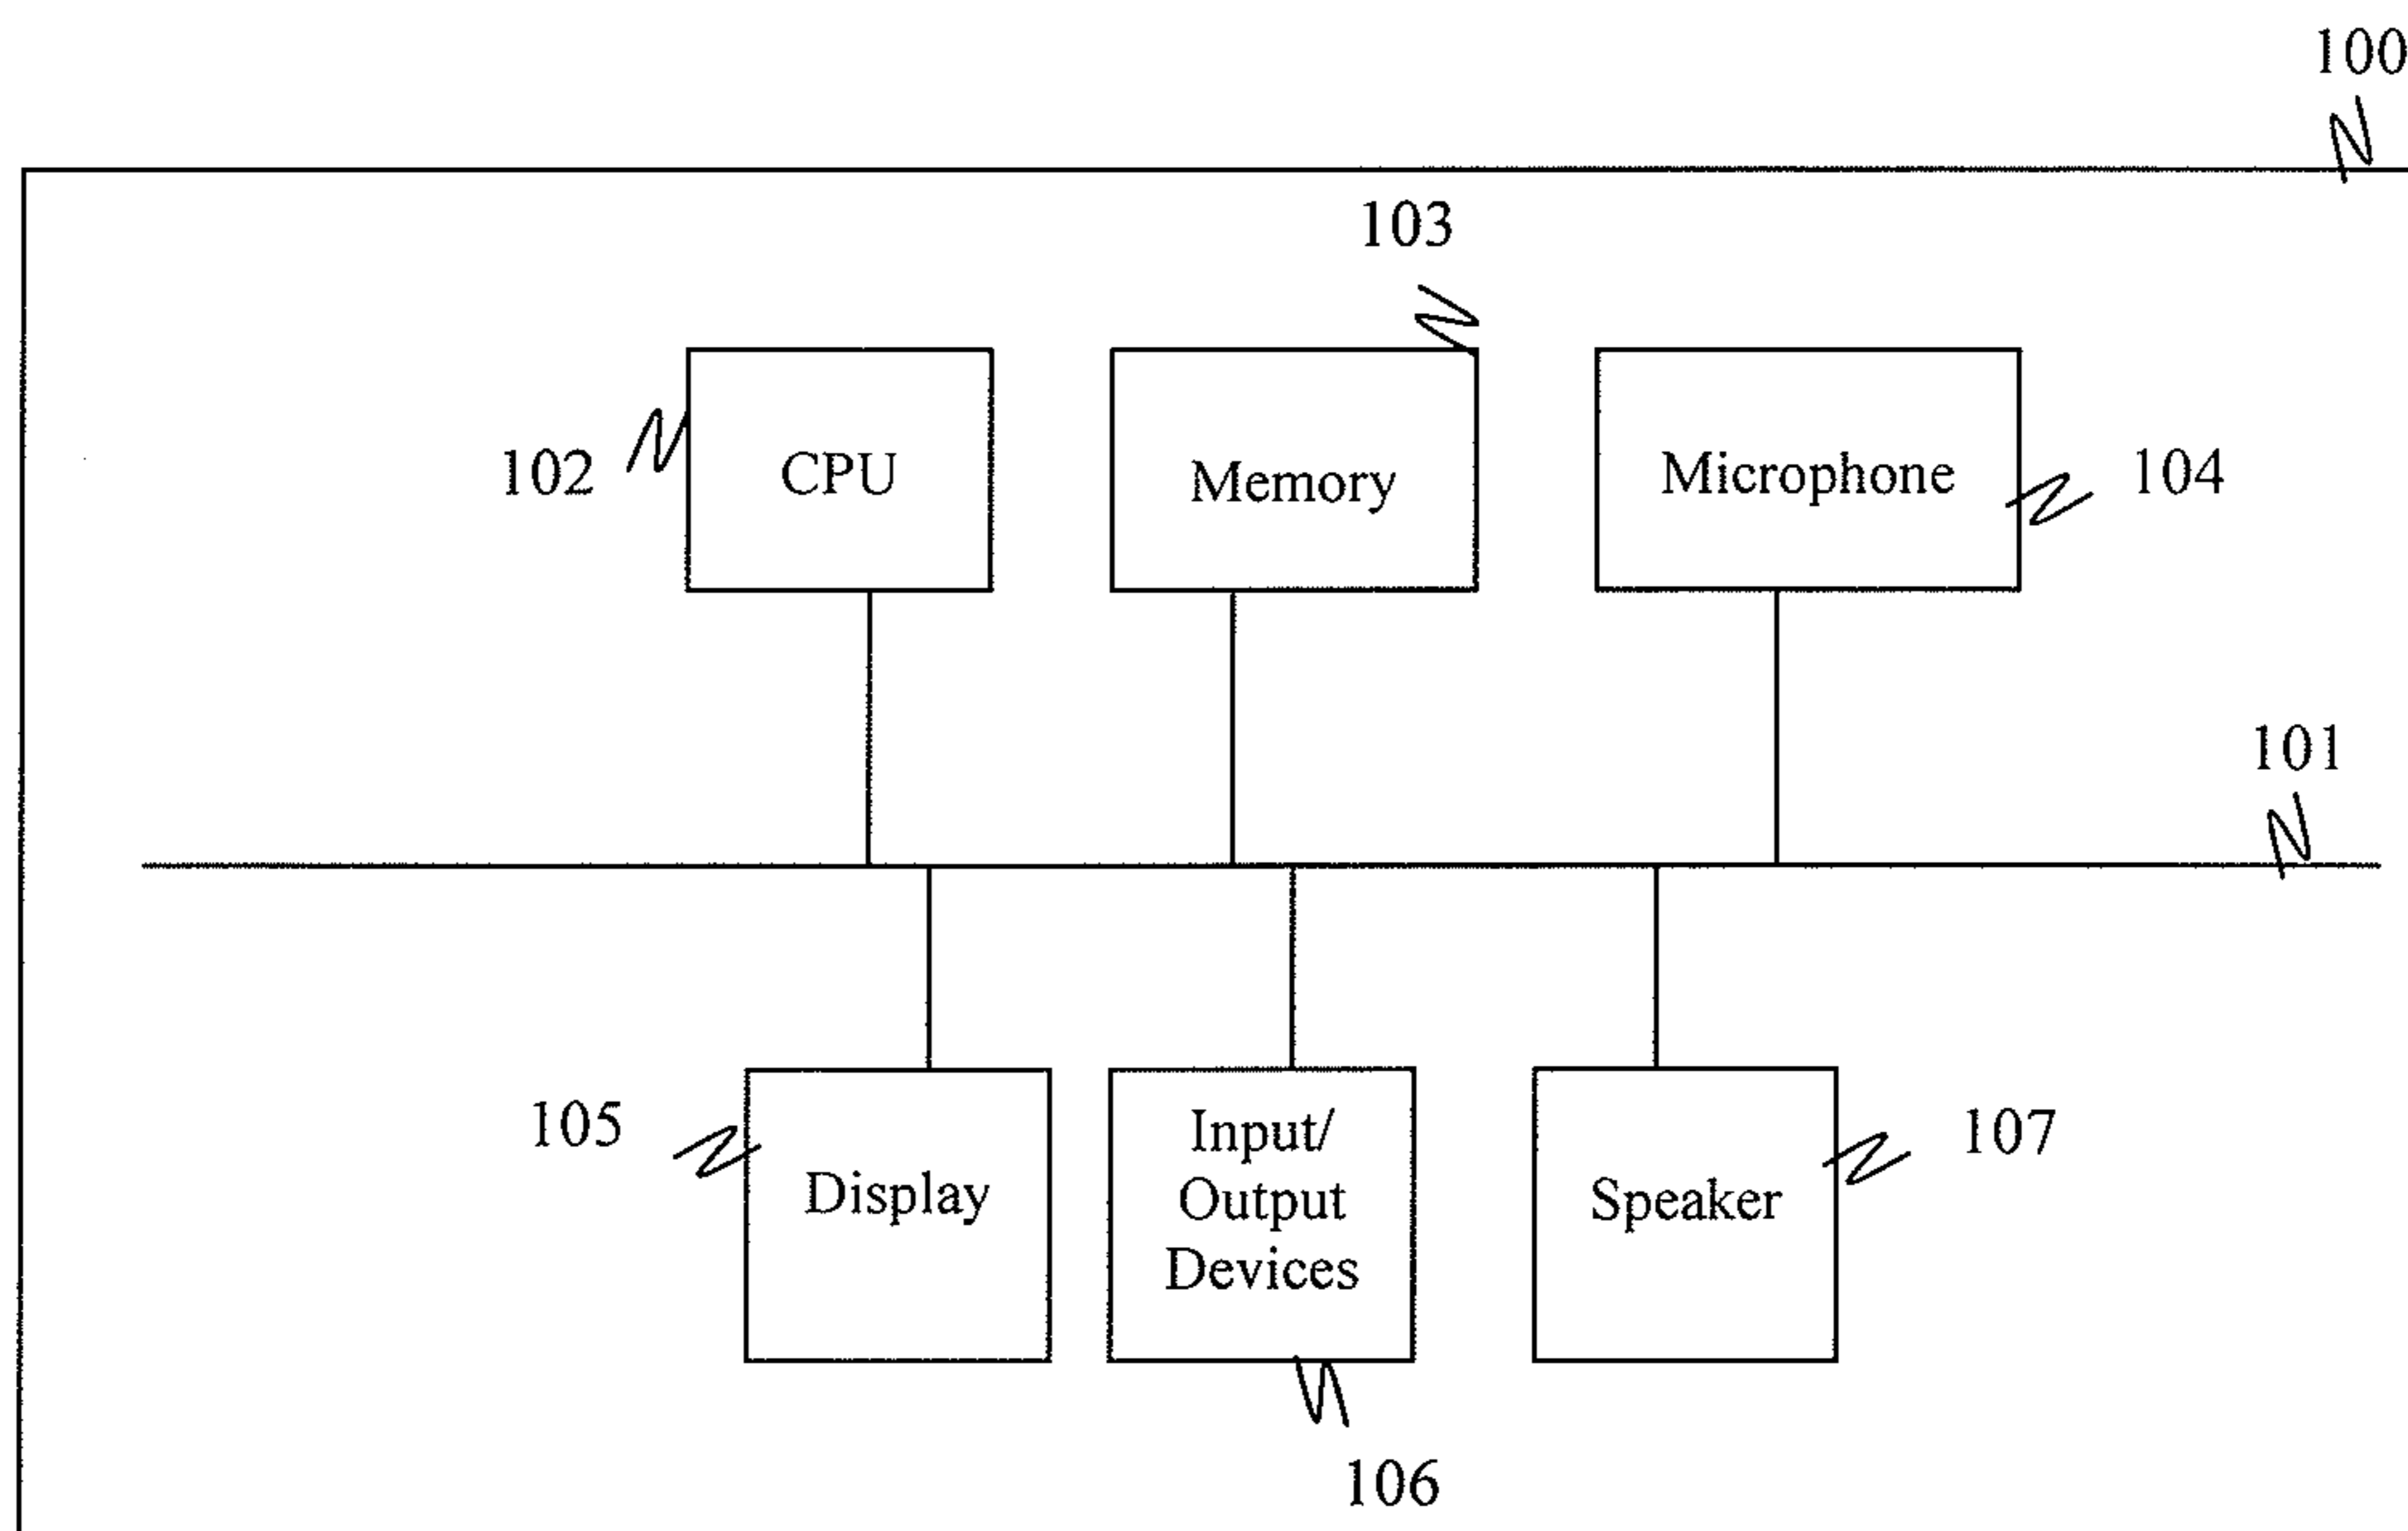 100
103
102
CPU
Memory
Microphone
104
101
105
Display
Input/
Output
Devices
Speaker
107
106